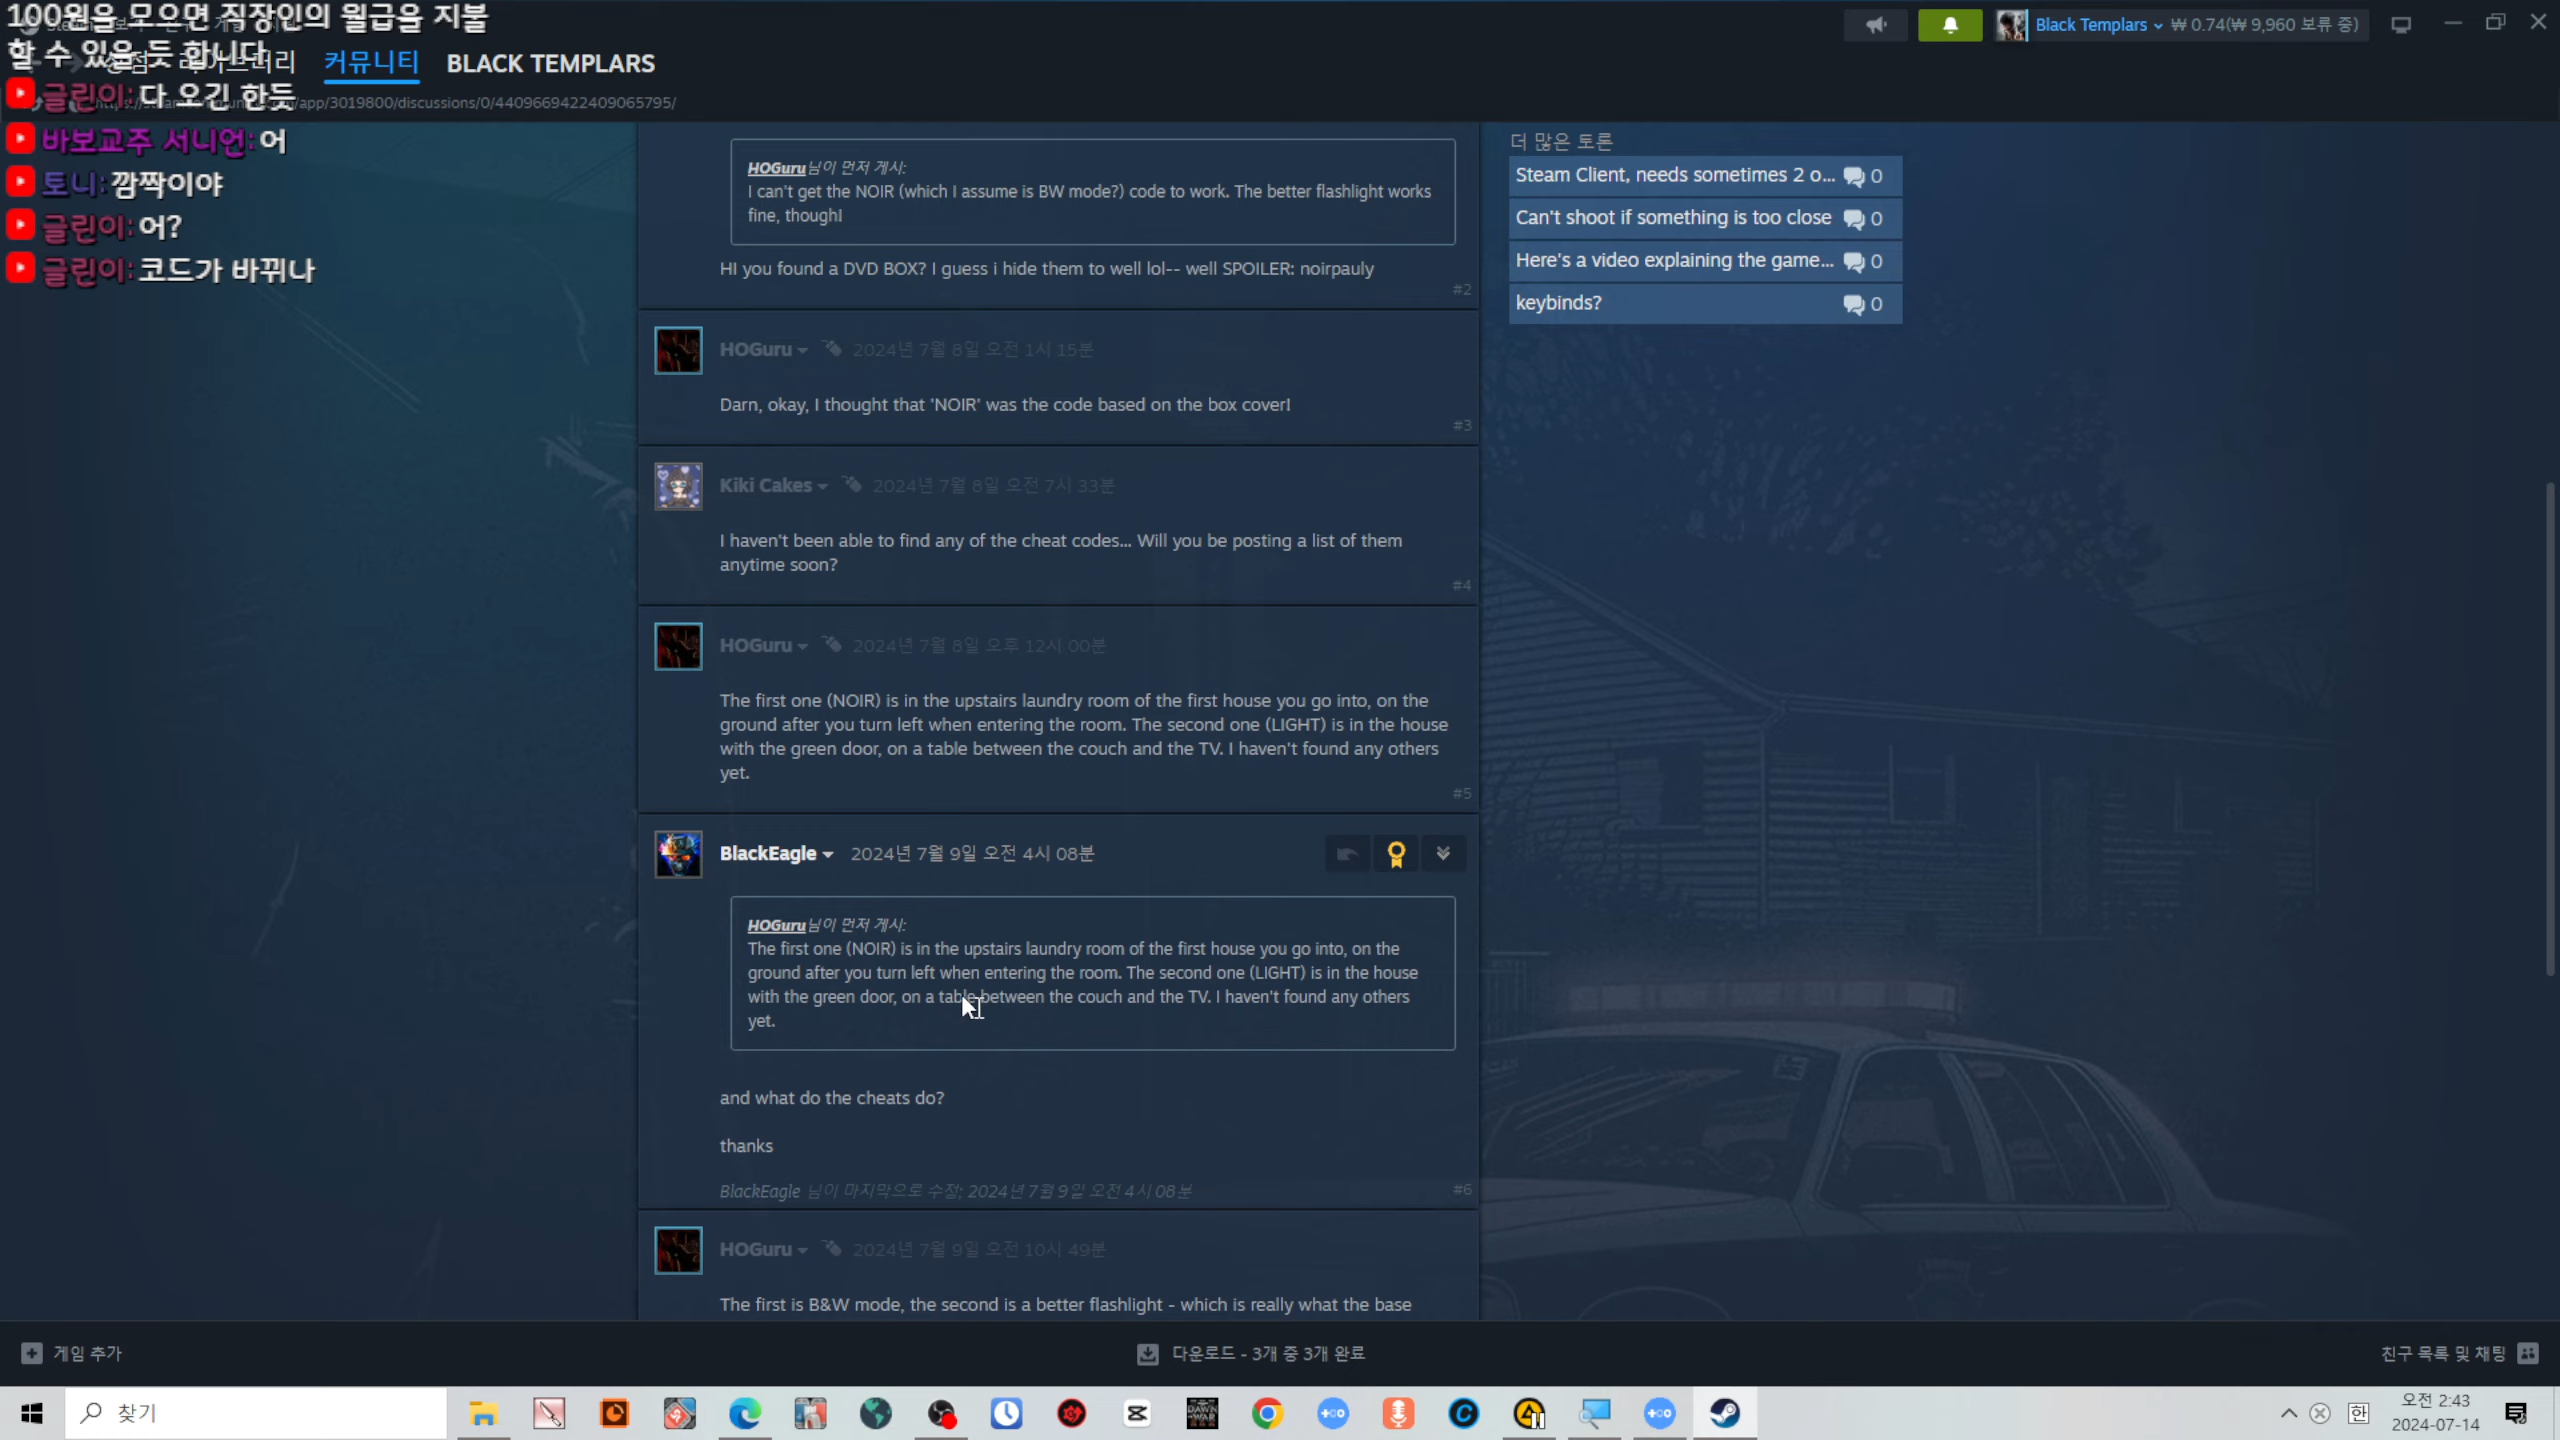 100원을 모으면 직장인의 월급을 지불
할 수 있을 듯 합니다
글린이: 다 오긴 한듯
바보교주 서니언: 어
토니: 깜짝이야
글린이: 어?
글린이: 코드가 바뀌나
커뮤니티 BLACK TEMPLARS
/app/3019800/discussions/0/4409669422409065795/
Black Templars ₩ 0.74(₩ 9,960 보류 중)
HOGuru님이 먼저 게시:
I can't get the NOIR (which I assume is BW mode?) code to work. The better flashlight works
fine, though!
HI you found a DVD BOX? I guess i hide them to well lol-- well SPOILER: noirpauly
#2
HOGuru 2024년 7월 8일 오전 1시 15분
Darn, okay, I thought that 'NOIR' was the code based on the box cover!
#3
Kiki Cakes 2024년 7월 8일 오전 7시 33분
I haven't been able to find any of the cheat codes... Will you be posting a list of them
anytime soon?
#4
HOGuru 2024년 7월 8일 오후 12시 00분
The first one (NOIR) is in the upstairs laundry room of the first house you go into, on the
ground after you turn left when entering the room. The second one (LIGHT) is in the house
with the green door, on a table between the couch and the TV. I haven't found any others
yet.
#5
BlackEagle 2024년 7월 9일 오전 4시 08분
HOGuru님이 먼저 게시:
The first one (NOIR) is in the upstairs laundry room of the first house you go into, on the
ground after you turn left when entering the room. The second one (LIGHT) is in the house
with the green door, on a table between the couch and the TV. I haven't found any others
yet.
and what do the cheats do?
thanks
BlackEagle 님이 마지막으로 수정; 2024년 7월 9일 오전 4시 08분
#6
HOGuru 2024년 7월 9일 오전 10시 49분
The first is B&W mode, the second is a better flashlight - which is really what the base
더 많은 토론
Steam Client, needs sometimes 2 o... 0
Can't shoot if something is too close 0
Here's a video explaining the game... 0
keybinds? 0
게임 추가
다운로드 - 3개 중 3개 완료
친구 목록 및 채팅
찾기
DAWN OF WAR
한
오전 2:43
2024-07-14